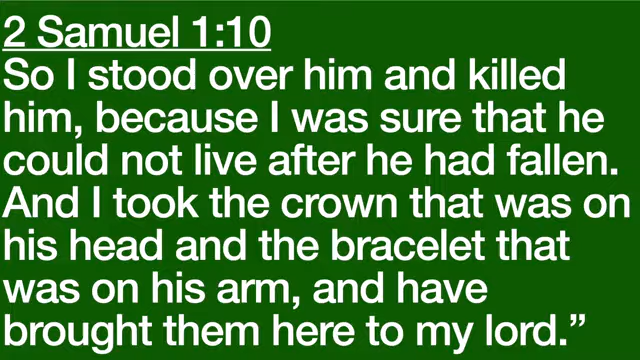 2 Samuel 1:10
So I stood over him and killed
him, because I was sure that he
could not live after he had fallen.
And I took the crown that was on
his head and the bracelet that
was on his arm, and have
brought them here to my lord.”